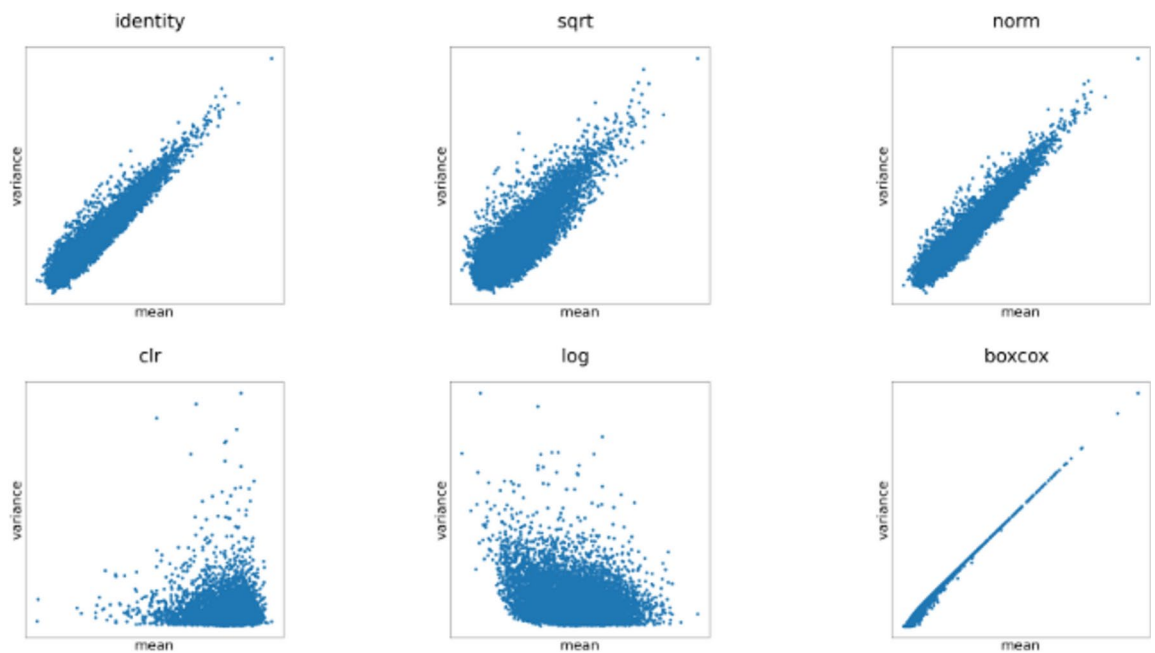 identity
sqrt
norm
variance
variance
variance
mean
mean
mean
clr
log
boxcox
variance
variance
variance
mean
mean
mean